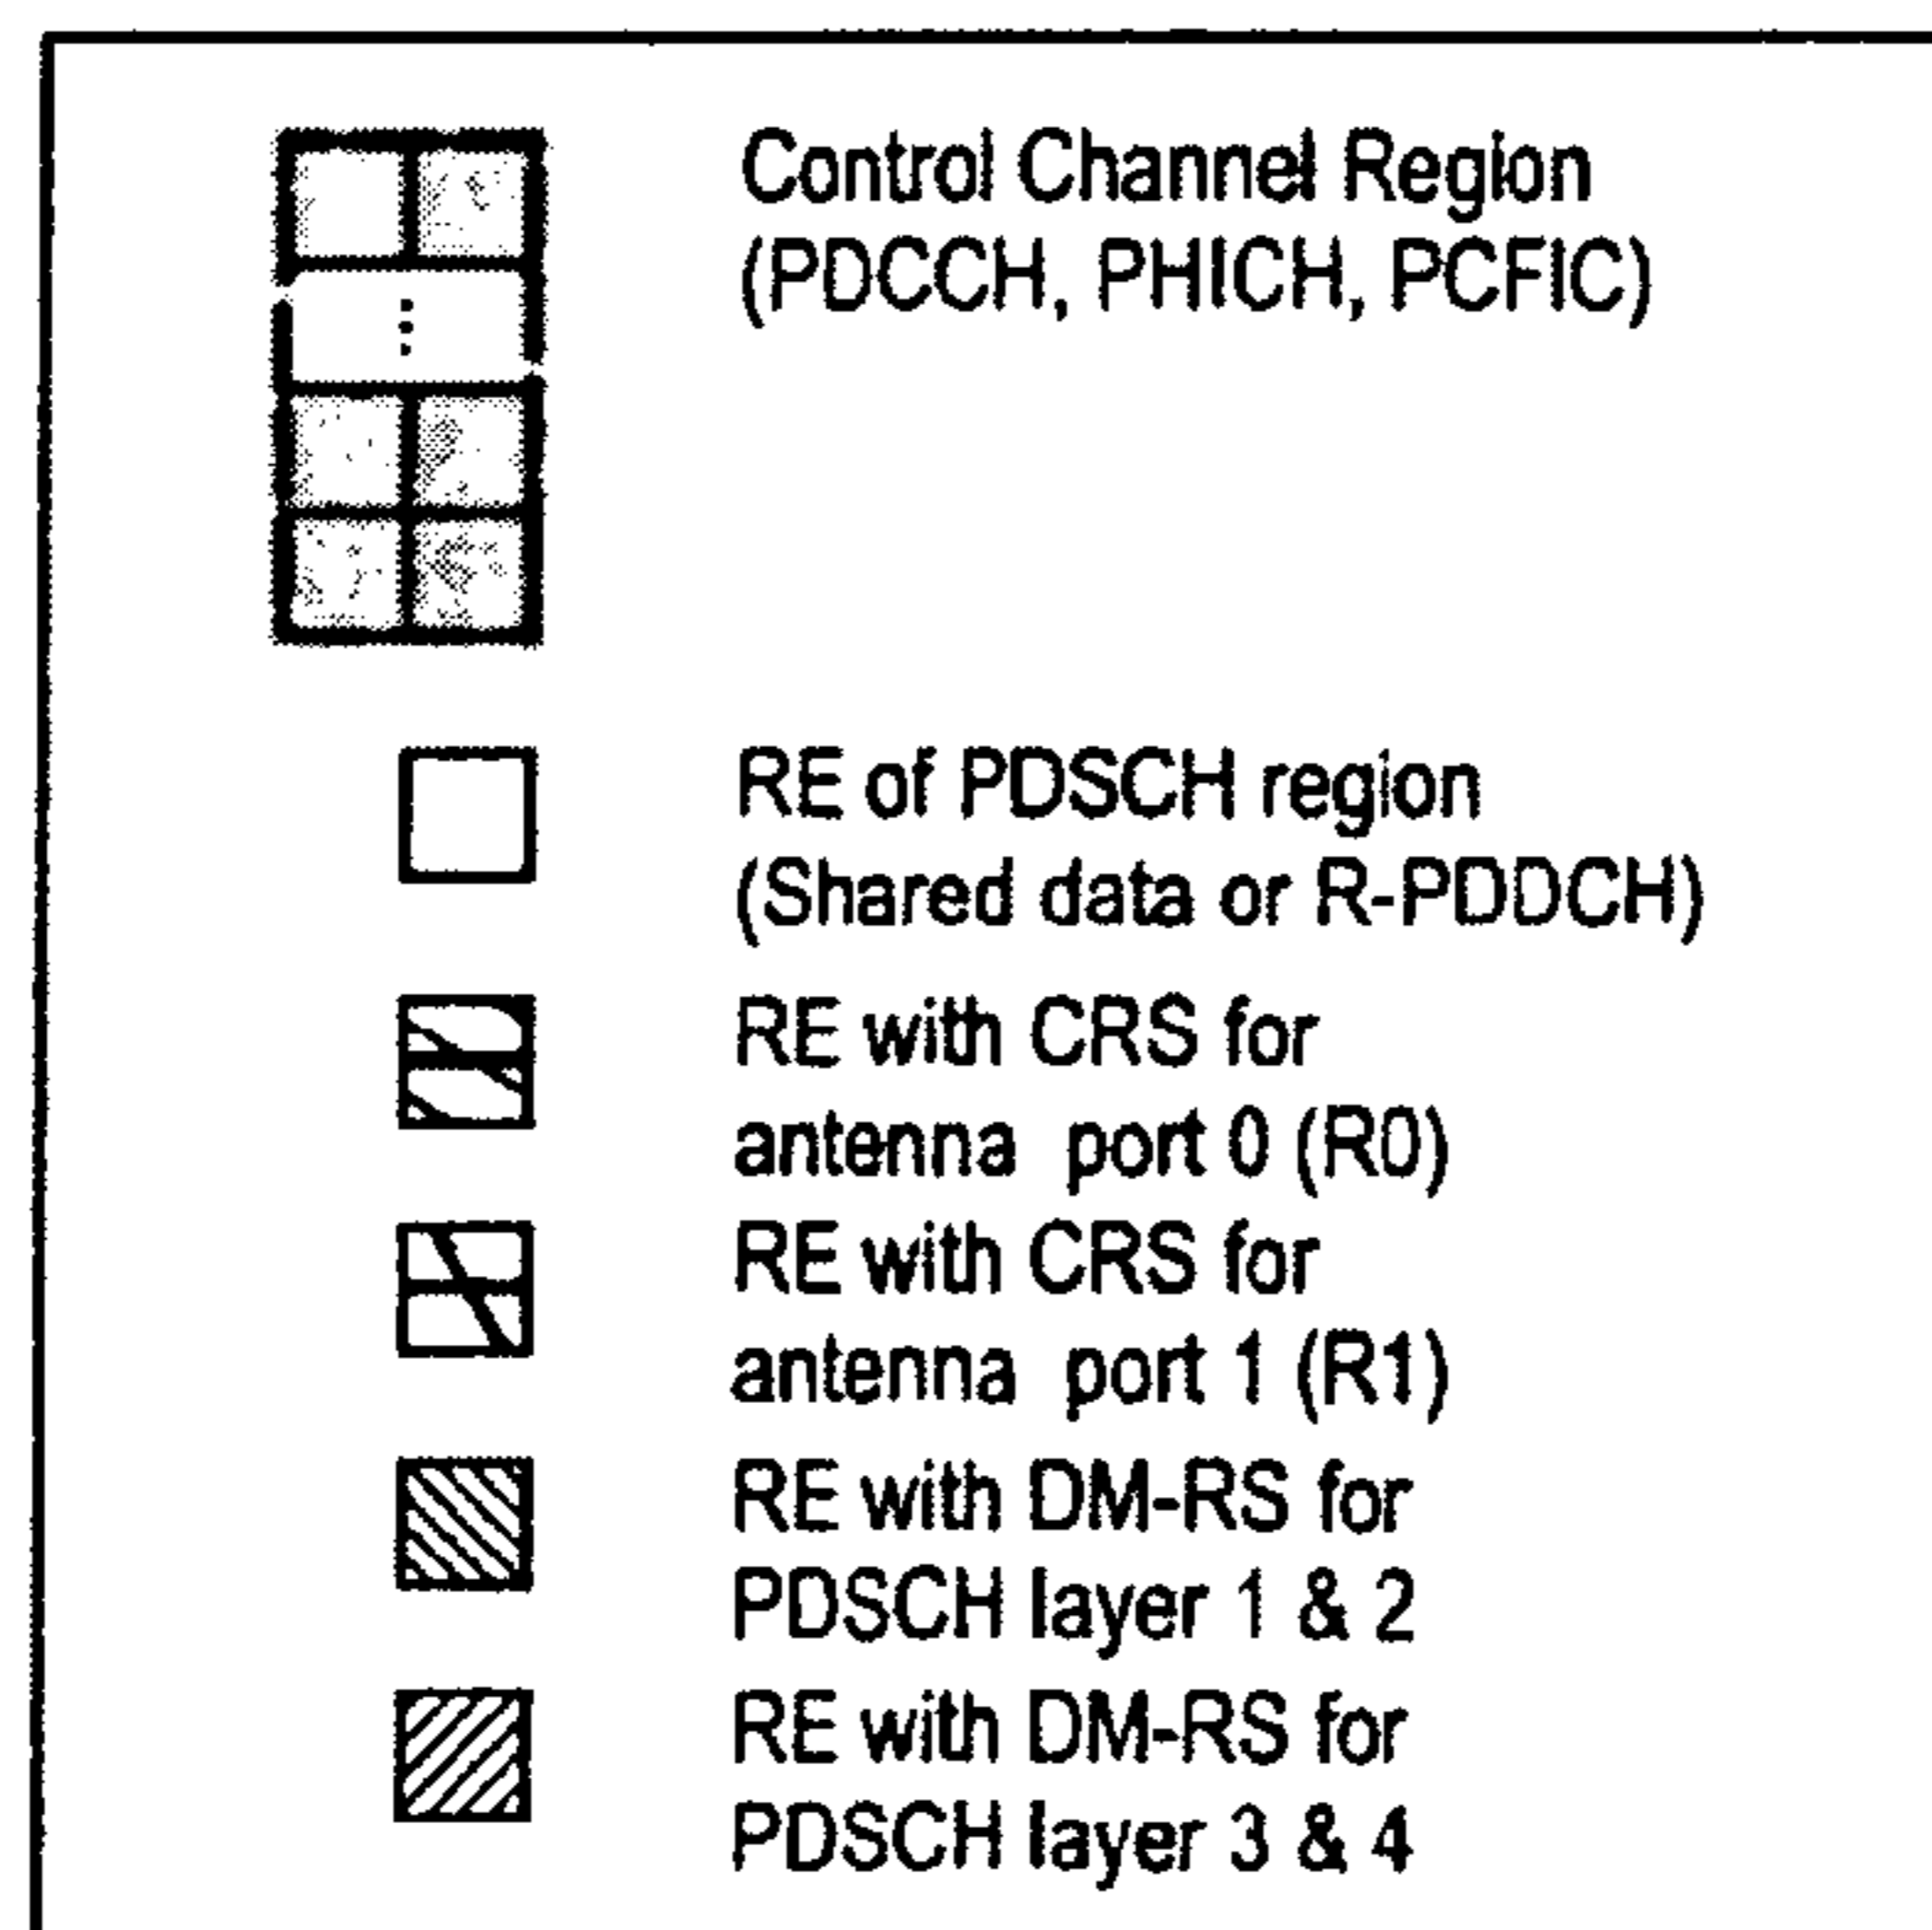 Control Channel Region
(PDCCH, PHICH, PCFIC)
RE of PDSCH region
(Shared data or R-PDDCH)
RE with CRS for
antenna port 0 (R0)
RE with CRS for
antenna port 1 (R1)
RE with DM-RS for
PDSCH layer 1 & 2
RE with DM-RS for
PDSCH layer 3 & 4